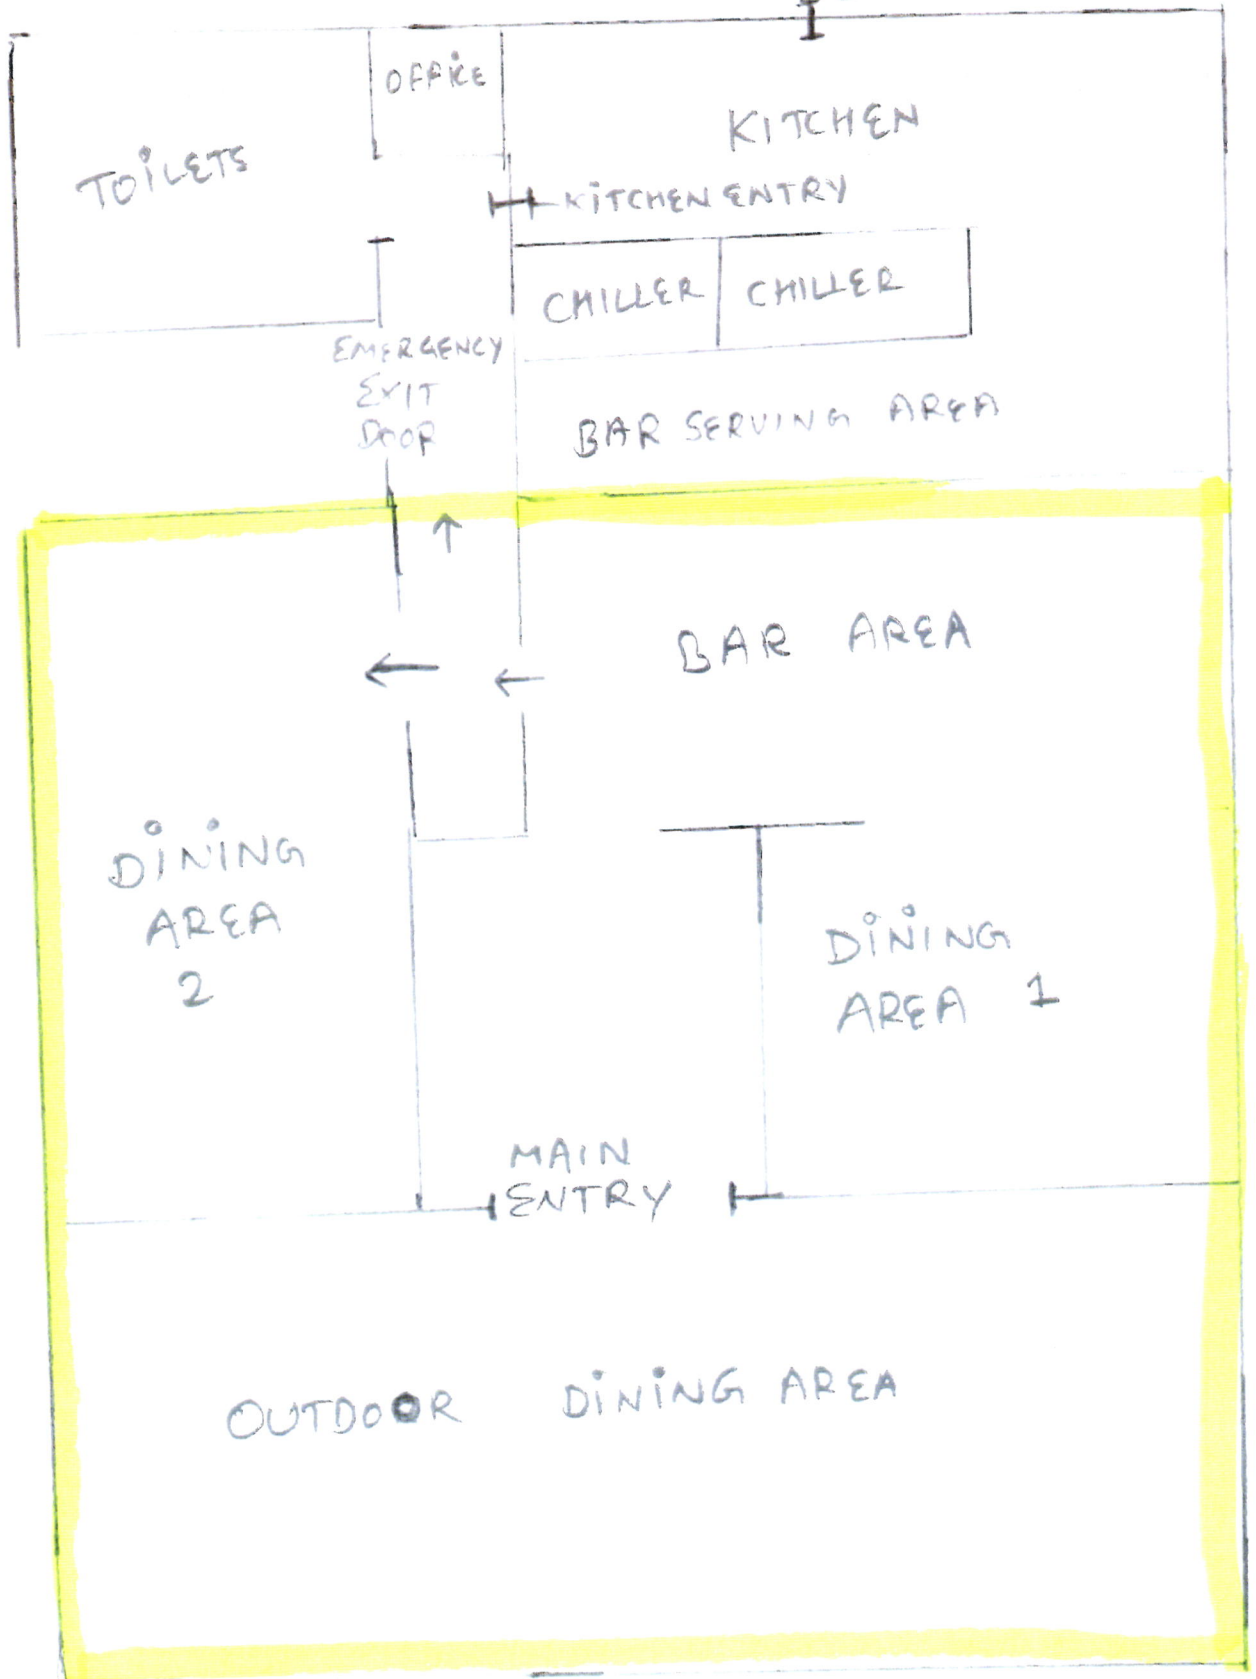 OFFICE
KITCHEN
TOILETS
KITCHEN ENTRY
CHILLER
CHILLER
EMERGENCY
EXIT
DOOR
BAR SERVING AREA
BAR AREA
DINING
AREA
2
DINING
AREA 1
MAIN
ENTRY
OUTDOOR DINING AREA